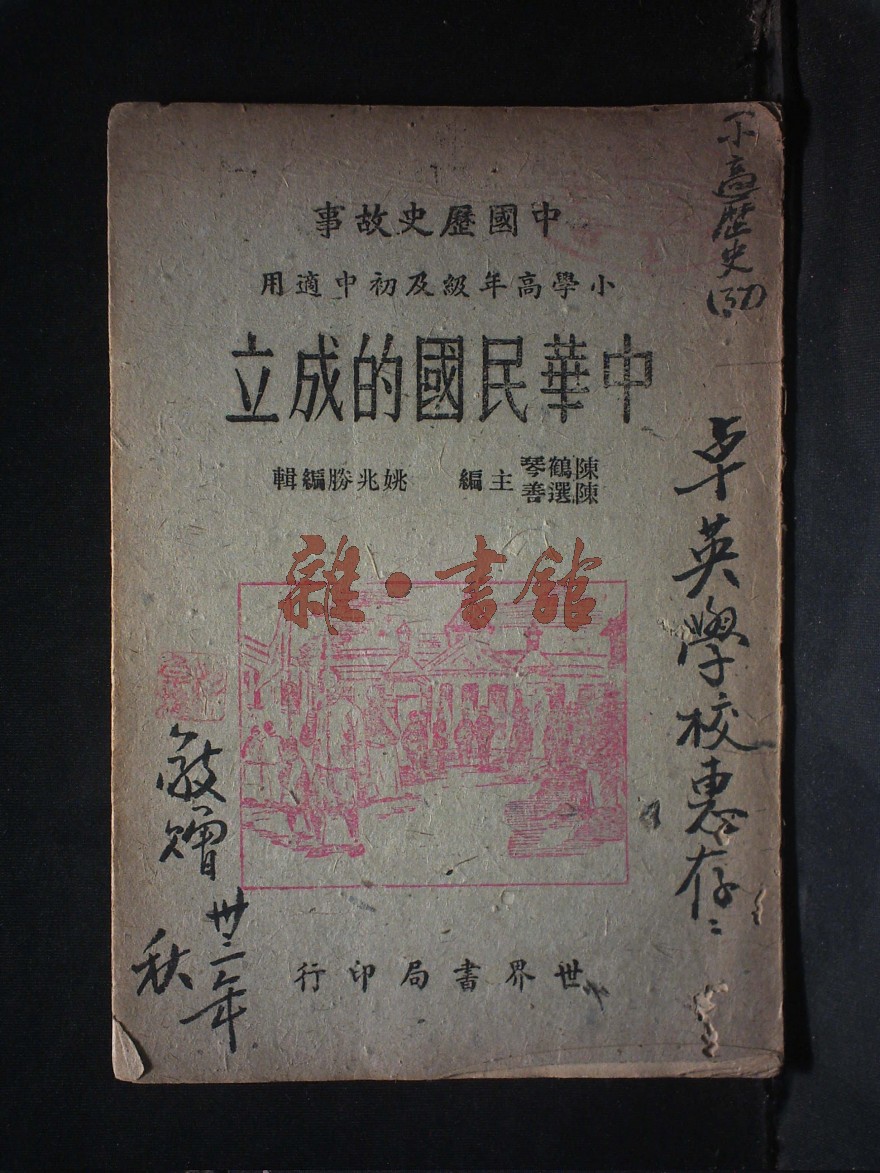 中國歷史故事
小學高年級及初中適用
中華民國的成立
陳鶴琴
陳選善
主編
姚兆勝編輯
雜·書館
世界書局印行
小高歷史(37)
卓英學校惠存
敬贈
卅二年
秋